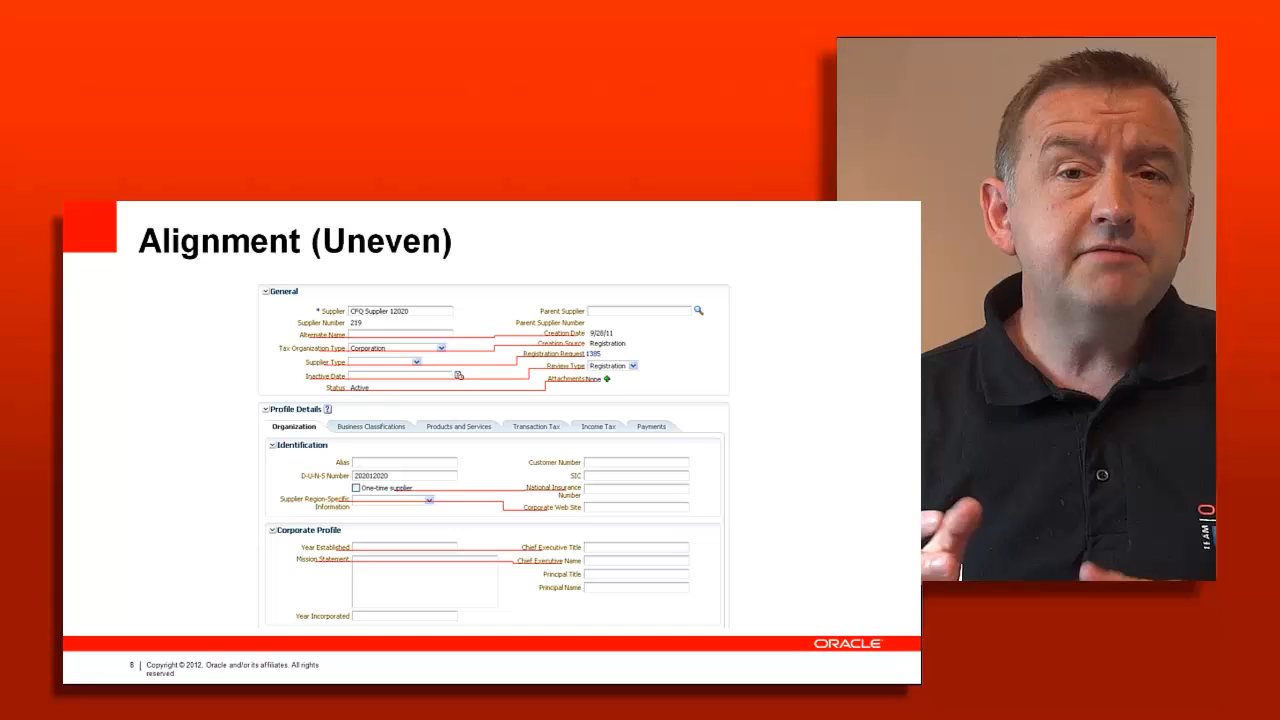 Alignment (Uneven)
General
* Supplier CFQ Supplier 12020
Parent Supplier
Supplier Number 219
Parent Supplier Number
Alternate Name
Creation Date 9/28/11
Tax Organization Type Corporation
Creation Source Registration
Supplier Type
Registration Request 1385
Inactive Date
Review Type Registration
Status Active
Attachments None
Profile Details ?
Organization Business Classifications Products and Services Transaction Tax Income Tax Payments
Identification
Alias
Customer Number
D-U-N-S Number 202012020
SIC
One-time supplier
National Insurance
Number
Supplier Region-Specific
Information
Corporate Web Site
Corporate Profile
Year Established
Chief Executive Title
Mission Statement
Chief Executive Name
Principal Title
Principal Name
Year Incorporated
ORACLE
8 | Copyright © 2012, Oracle and/or its affiliates. All rights
reserved
TEAM | O